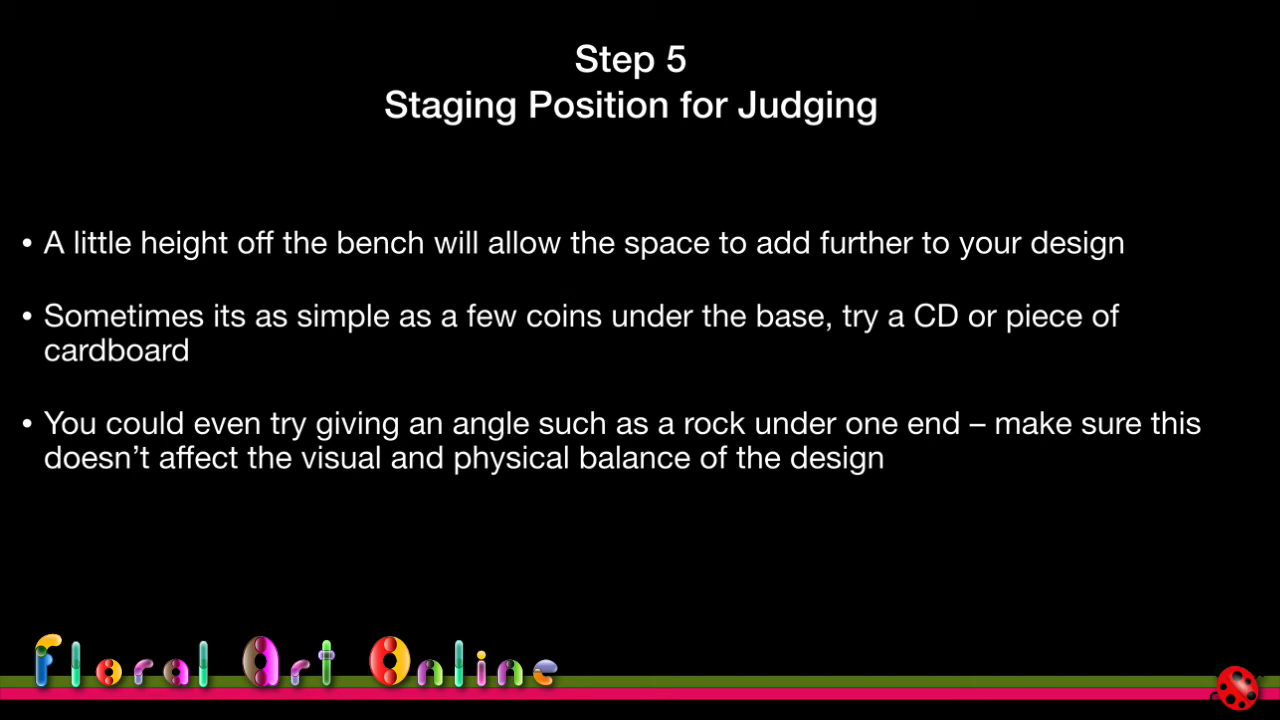 Step 5
Staging Position for Judging
• A little height off the bench will allow the space to add further to your design
• Sometimes its as simple as a few coins under the base, try a CD or piece of
cardboard
• You could even try giving an angle such as a rock under one end – make sure this
doesn’t affect the visual and physical balance of the design
Floral Art Online